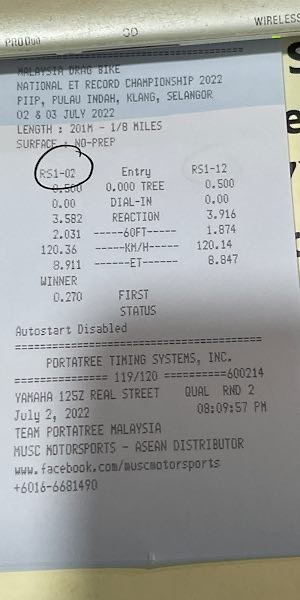 WIRELESS
MALAYSIA DRAG BIKE
NATIONAL ET RECORD CHAMPIONSHIP 2022
PIIP, PULAU INDAH, KLANG, SELANGOR
02 & 03 JULY 2022
LENGTH : 201M - 1/8 MILES
SURFACE : NO-PREP
RS1-02 Entry RS1-12
0.500 0.000 TREE 0.500
0.00 DIAL-IN 0.00
3.582 REACTION 3.916
2.031 -----60FT----- 1.874
120.36 -----KM/H----- 120.14
8.911 ------ET------ 8.847
WINNER
0.270 FIRST
STATUS
Autostart Disabled
PORTATREE TIMING SYSTEMS, INC.
============ 119/120 ==========600214
YAMAHA 125Z REAL STREET QUAL RND 2
July 2, 2022 08:09:57 PM
TEAM PORTATREE MALAYSIA
MUSC MOTORSPORTS - ASEAN DISTRIBUTOR
www.facebook.com/muscmotorsports
+6016-6681490